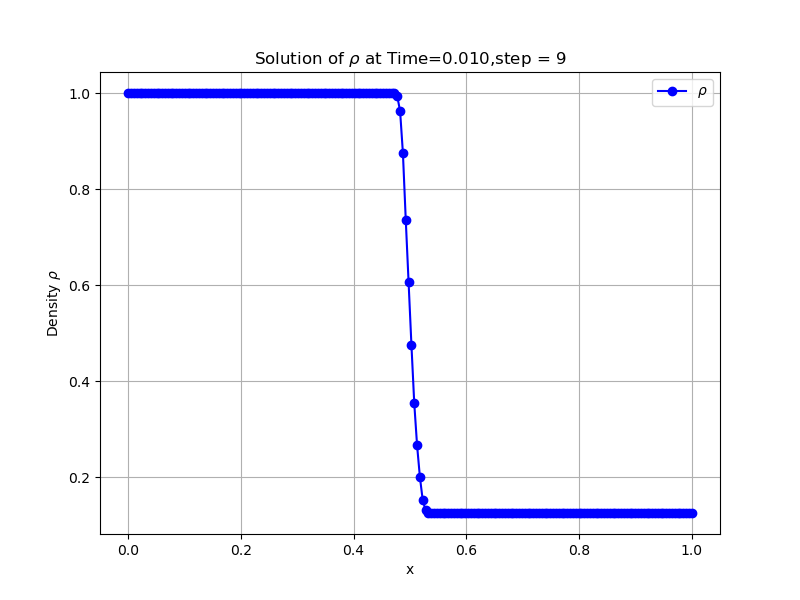 Solution of ρ at Time=0.010,step = 9
ρ
1.0
0.8
0.6
0.4
0.2
Density ρ
0.0 0.2 0.4 0.6 0.8 1.0
x